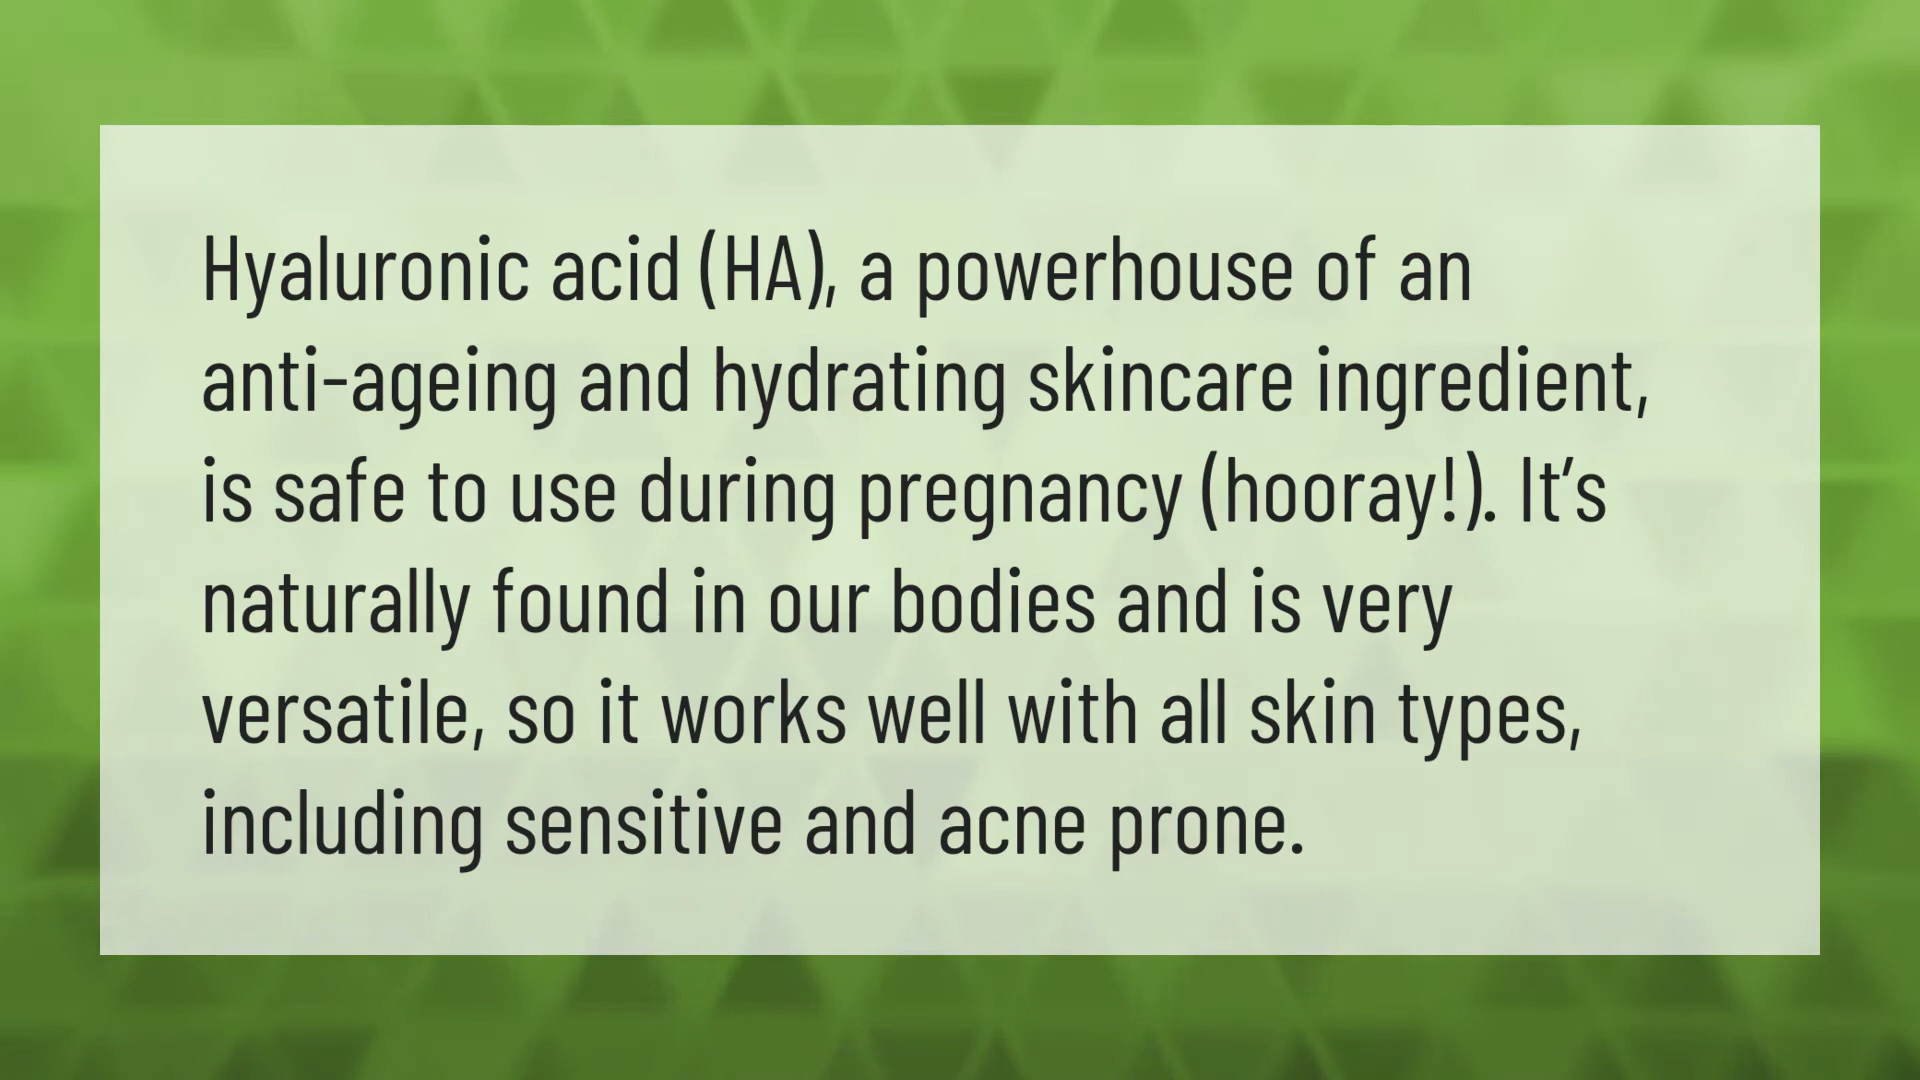 Hyaluronic acid (HA), a powerhouse of an
anti-ageing and hydrating skincare ingredient,
is safe to use during pregnancy (hooray!). It’s
naturally found in our bodies and is very
versatile, so it works well with all skin types,
including sensitive and acne prone.